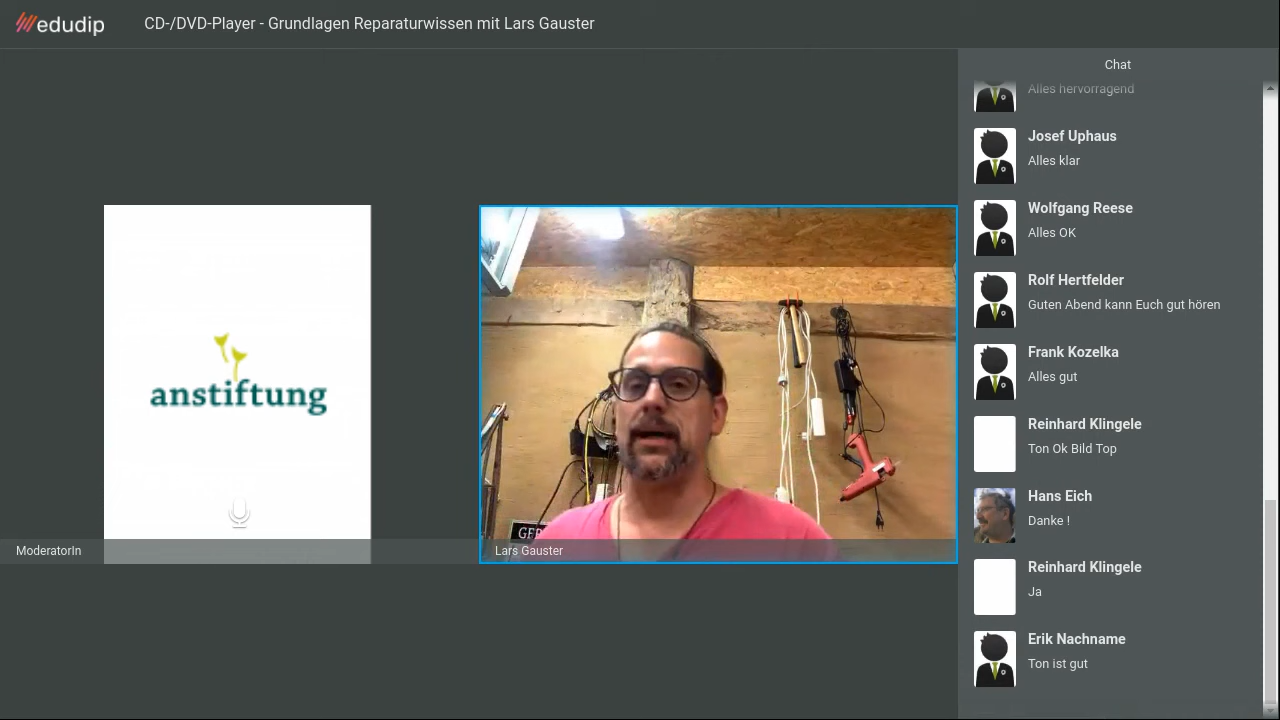 edudip
CD-/DVD-Player - Grundlagen Reparaturwissen mit Lars Gauster
Chat
Alles hervorragend
Josef Uphaus
Alles klar
Wolfgang Reese
Alles OK
Rolf Hertfelder
Guten Abend kann Euch gut hören
Frank Kozelka
Alles gut
Reinhard Klingele
Ton Ok Bild Top
Hans Eich
Danke !
Reinhard Klingele
Ja
Erik Nachname
Ton ist gut
anstiftung
ModeratorIn
Lars Gauster